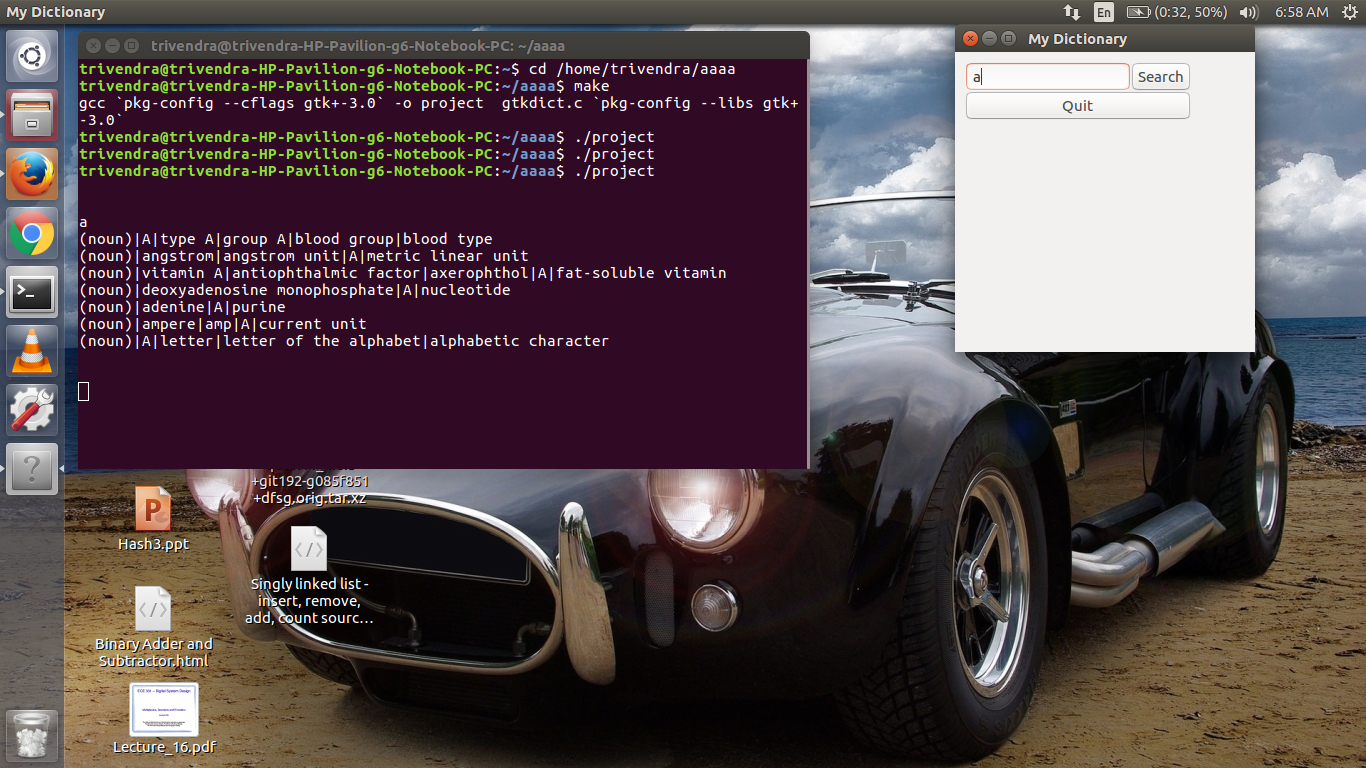 My Dictionary
En
(0:32, 50%)
6:58 AM
trivendra@trivendra-HP-Pavilion-g6-Notebook-PC: ~/aaaa
trivendra@trivendra-HP-Pavilion-g6-Notebook-PC:~$ cd /home/trivendra/aaaa
trivendra@trivendra-HP-Pavilion-g6-Notebook-PC:~/aaaa$ make
gcc `pkg-config --cflags gtk+-3.0` -o project  gtkdict.c `pkg-config --libs gtk+
-3.0`
trivendra@trivendra-HP-Pavilion-g6-Notebook-PC:~/aaaa$ ./project
trivendra@trivendra-HP-Pavilion-g6-Notebook-PC:~/aaaa$ ./project
trivendra@trivendra-HP-Pavilion-g6-Notebook-PC:~/aaaa$ ./project
a
(noun)|A|type A|group A|blood group|blood type
(noun)|angstrom|angstrom unit|A|metric linear unit
(noun)|vitamin A|antiophthalmic factor|axerophthol|A|fat-soluble vitamin
(noun)|deoxyadenosine monophosphate|A|nucleotide
(noun)|adenine|A|purine
(noun)|ampere|amp|A|current unit
(noun)|A|letter|letter of the alphabet|alphabetic character
My Dictionary
a
Search
Quit
+git192-g085f851
+dfsg.orig.tar.xz
P
Hash3.ppt
Singly linked list -
insert, remove,
add, count sourc...
Binary Adder and
Subtractor.html
Lecture_16.pdf